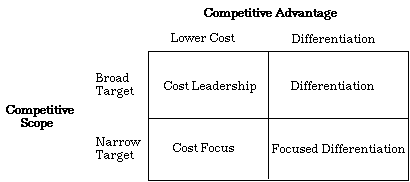 Competitive Advantage
Lower Cost Differentiation
Broad
Target
Cost Leadership Differentiation
Competitive
Scope
Narrow
Target
Cost Focus Focused Differentiation